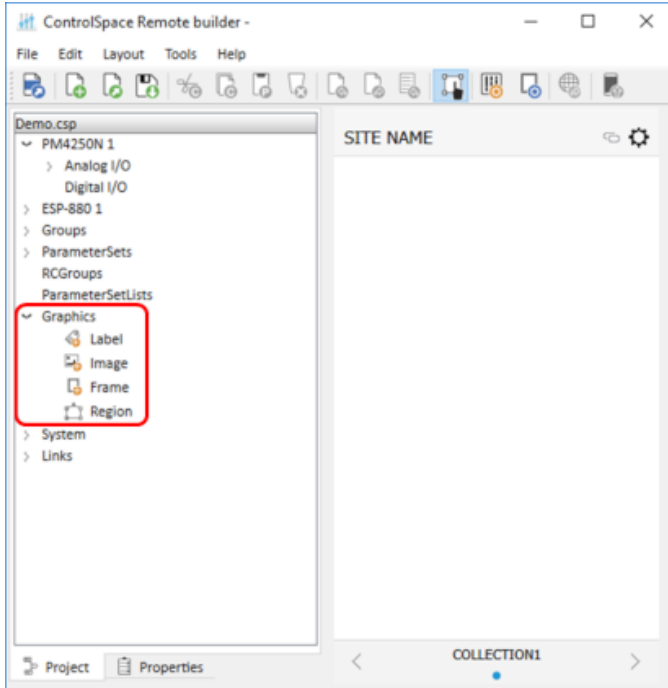 ControlSpace Remote builder -
File Edit Layout Tools Help
Demo.csp
PM4250N 1
Analog I/O
Digital I/O
ESP-880 1
Groups
ParameterSets
RCGroups
ParameterSetLists
Graphics
Label
Image
Frame
Region
System
Links
Project Properties
SITE NAME
COLLECTION1